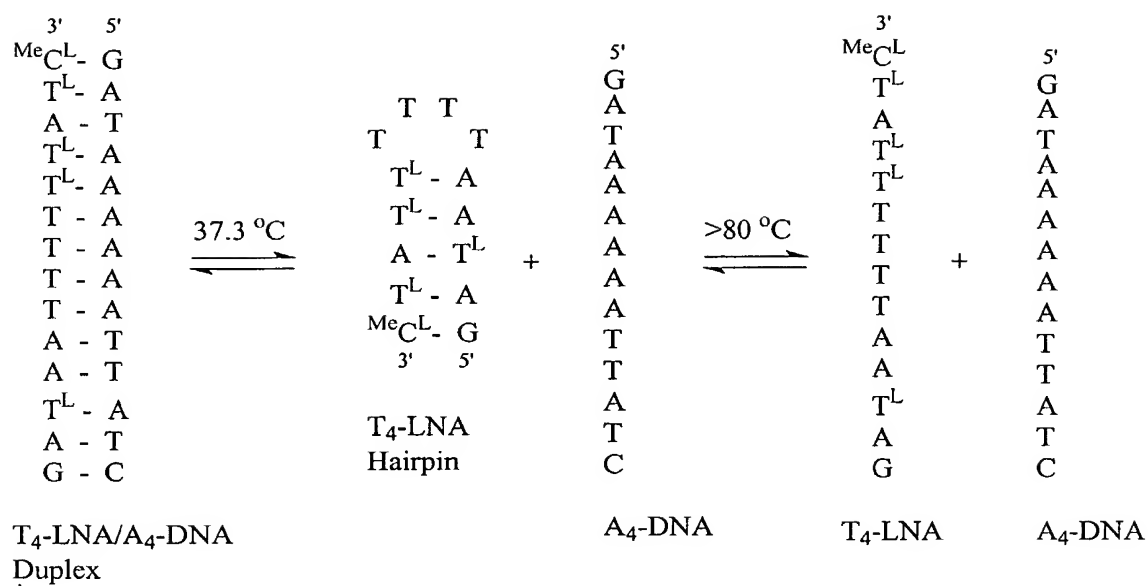 3' 5'
MeCL- G
TL- A
A - T
TL- A
TL- A
T - A
T - A
T - A
T - A
A - T
A - T
TL - A
A - T
G - C
T4-LNA/A4-DNA
Duplex
37.3 °C
T T
T T
TL - A
TL - A
A - TL
TL - A
MeCL- G
3' 5'
T4-LNA
Hairpin
+
5'
G
A
T
A
A
A
A
A
A
T
T
A
T
C
A4-DNA
>80 °C
3'
MeCL
TL
A
TL
TL
T
T
T
T
A
A
TL
A
G
T4-LNA
+
5'
G
A
T
A
A
A
A
A
A
T
T
A
T
C
A4-DNA